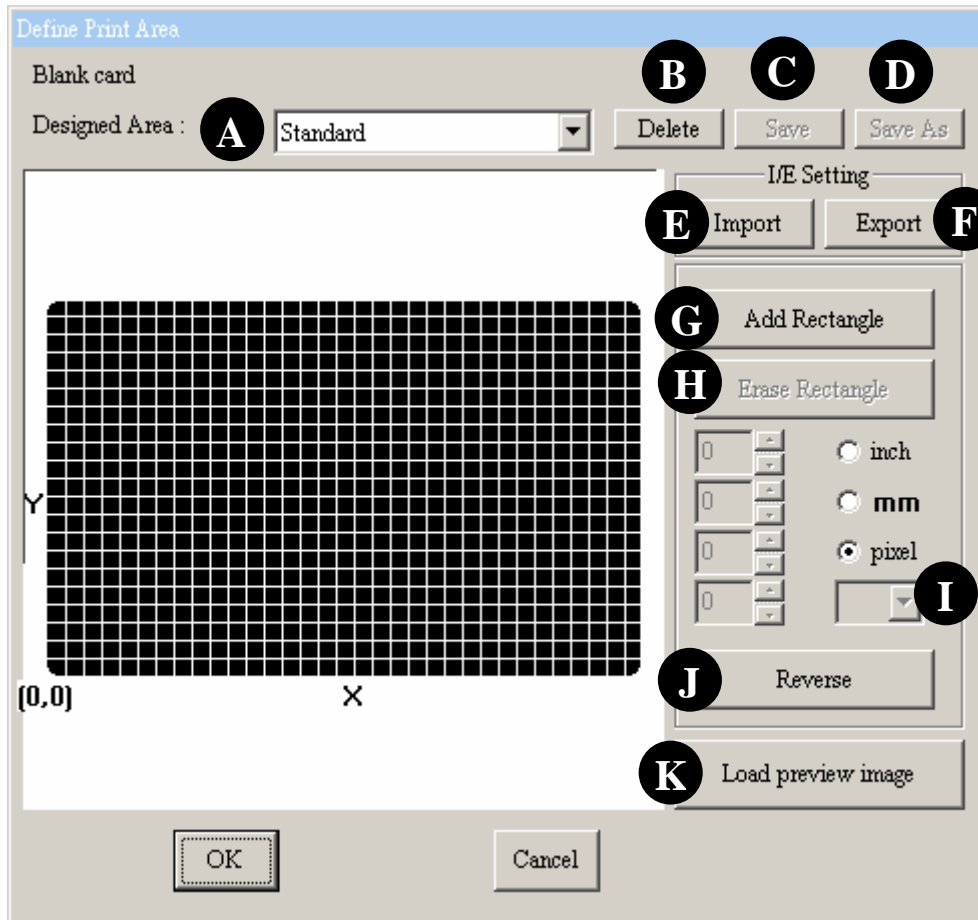 Define Print Area
Blank card
B C D
Designed Area : A Standard Delete Save Save As
I/E Setting
E Import Export F
G Add Rectangle
H Erase Rectangle
0 inch
0 mm
Y
0 pixel
0 I
J Reverse
(0,0) X
K Load preview image
OK Cancel